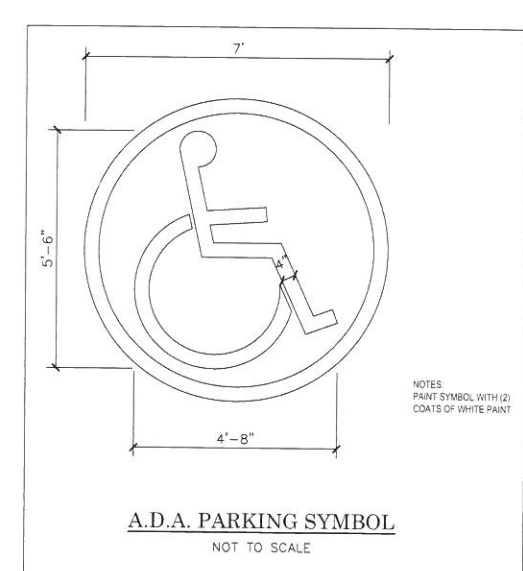 7'
5'-6"
4"
NOTES:
PAINT SYMBOL WITH (2)
COATS OF WHITE PAINT
4'-8"
A.D.A. PARKING SYMBOL
NOT TO SCALE